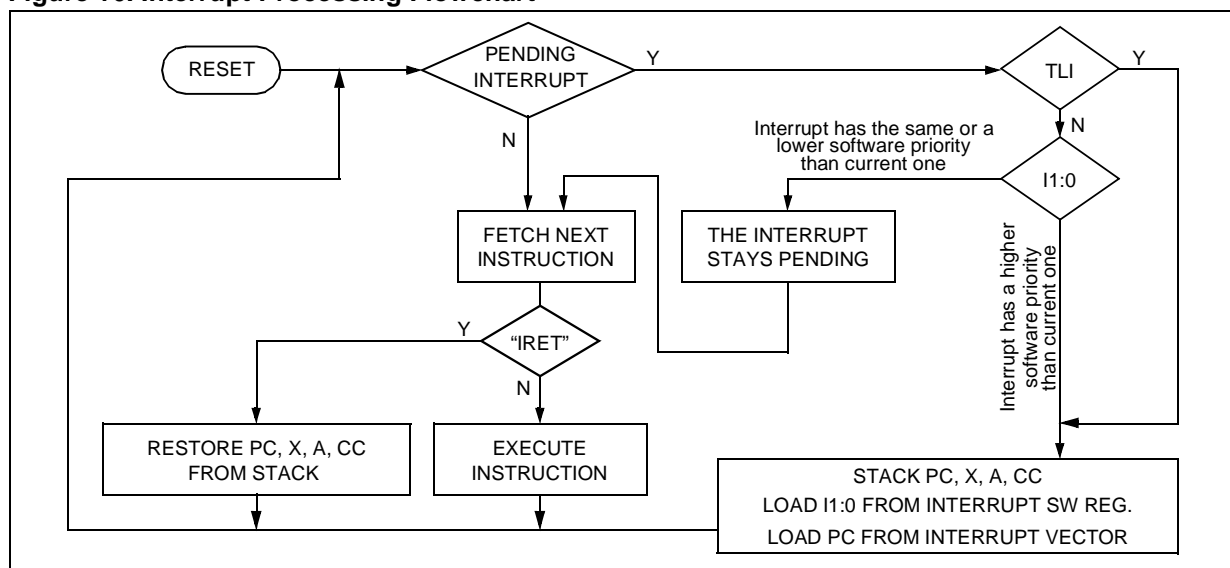 Figure 16. Interrupt Processing Flowchart
RESET
PENDING
INTERRUPT
Y
TLI
Y
N
N
Interrupt has the same or a
lower software priority
than current one
I1:0
FETCH NEXT
INSTRUCTION
THE INTERRUPT
STAYS PENDING
Interrupt has a higher
software priority
than current one
Y
“IRET”
N
RESTORE PC, X, A, CC
FROM STACK
EXECUTE
INSTRUCTION
STACK PC, X, A, CC
LOAD I1:0 FROM INTERRUPT SW REG.
LOAD PC FROM INTERRUPT VECTOR